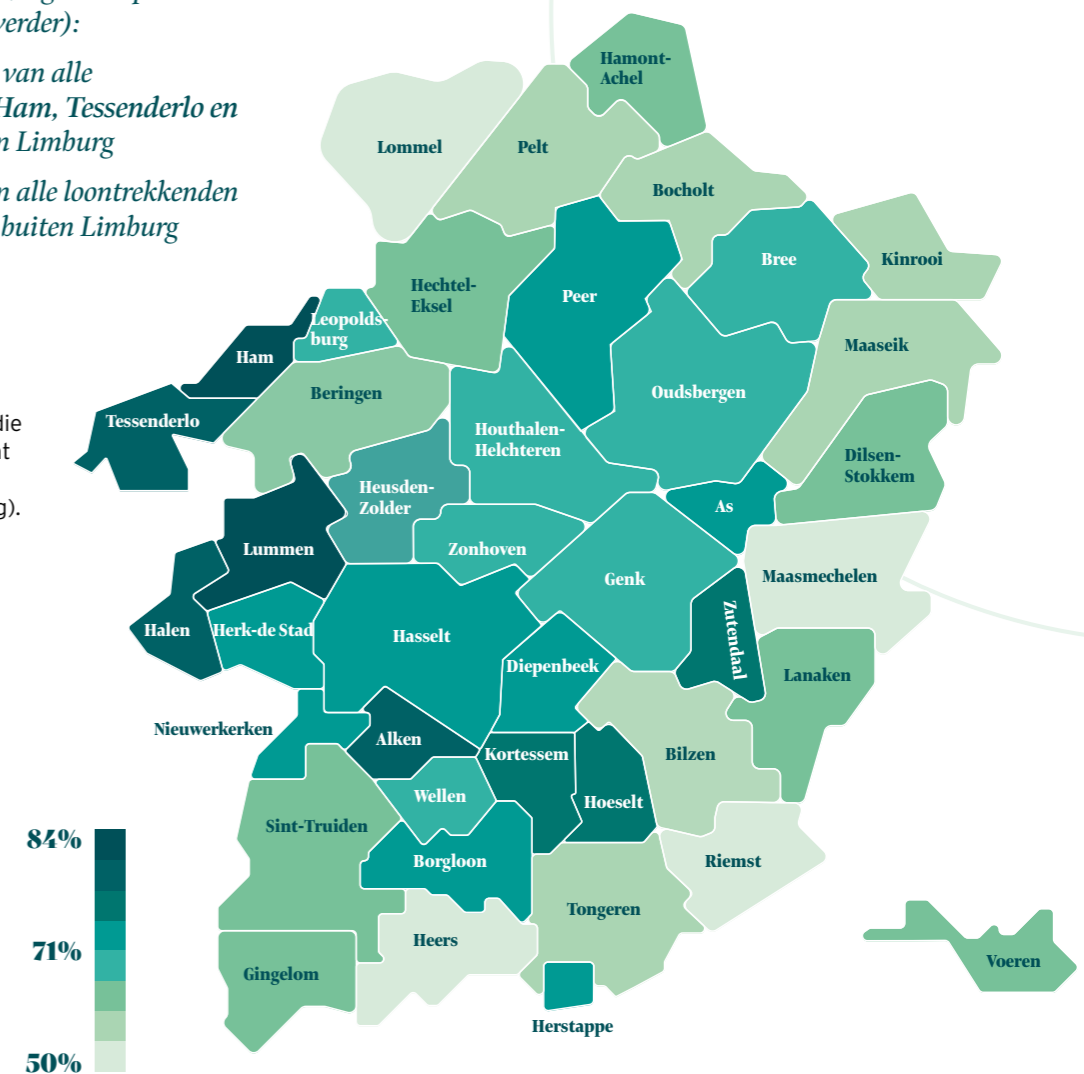 verder):
van alle
Ham, Tessenderlo en
n Limburg
n alle loontrekkenden
buiten Limburg
die
nt
g).
Hamont-
Achel
Lommel
Pelt
Bocholt
Kinrooi
Bree
Hechtel-
Eksel
Peer
Leopolds-
burg
Ham
Maaseik
Beringen
Oudsbergen
Tessenderlo
Houthalen-
Helchteren
Dilsen-
Stokkem
Heusden-
Zolder
As
Lummen
Zonhoven
Genk
Maasmechelen
Zutendaal
Halen
Herk-de Stad
Hasselt
Diepenbeek
Lanaken
Nieuwerkerken
Alken
Kortessem
Bilzen
Wellen
Hoeselt
Sint-Truiden
Borgloon
Riemst
Tongeren
Heers
Gingelom
Voeren
Herstappe
84%
71%
50%